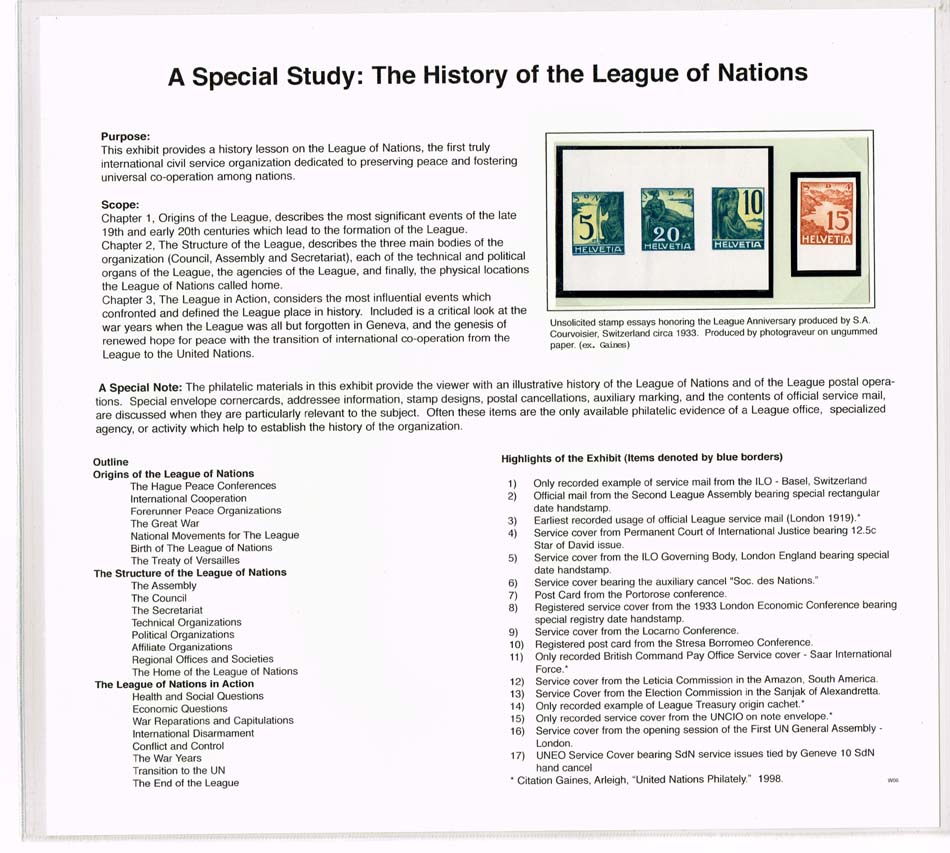 A Special Study: The History of the League of Nations
Purpose:
This exhibit provides a history lesson on the League of Nations, the first truly
international civil service organization dedicated to preserving peace and fostering
universal co-operation among nations.
Scope:
Chapter 1, Origins of the League, describes the most significant events of the late
19th and early 20th centuries which lead to the formation of the League.
Chapter 2, The Structure of the League, describes the three main bodies of the
organization (Council, Assembly and Secretariat), each of the technical and political
organs of the League, the agencies of the League, and finally, the physical locations
the League of Nations called home.
Chapter 3, The League in Action, considers the most influential events which
confronted and defined the League place in history. Included is a critical look at the
war years when the League was all but forgotten in Geneva, and the genesis of
renewed hope for peace with the transition of international co-operation from the
League to the United Nations.
5
HELVETIA
20
HELVETIA
10
HELVETIA
15
HELVETIA
Unsolicited stamp essays honoring the League Anniversary produced by S.A.
Courvoisier, Switzerland circa 1933. Produced by photograveur on ungummed
paper. (ex. Gaines)
A Special Note: The philatelic materials in this exhibit provide the viewer with an illustrative history of the League of Nations and of the League postal opera-
tions. Special envelope cornercards, addressee information, stamp designs, postal cancellations, auxiliary marking, and the contents of official service mail,
are discussed when they are particularly relevant to the subject. Often these items are the only available philatelic evidence of a League office, specialized
agency, or activity which help to establish the history of the organization.
Outline
Origins of the League of Nations
The Hague Peace Conferences
International Cooperation
Forerunner Peace Organizations
The Great War
National Movements for The League
Birth of The League of Nations
The Treaty of Versailles
The Structure of the League of Nations
The Assembly
The Council
The Secretariat
Technical Organizations
Political Organizations
Affiliate Organizations
Regional Offices and Societies
The Home of the League of Nations
The League of Nations in Action
Health and Social Questions
Economic Questions
War Reparations and Capitulations
International Disarmament
Conflict and Control
The War Years
Transition to the UN
The End of the League
Highlights of the Exhibit (Items denoted by blue borders)
1) Only recorded example of service mail from the ILO - Basel, Switzerland
2) Official mail from the Second League Assembly bearing special rectangular
date handstamp.
3) Earliest recorded usage of official League service mail (London 1919).*
4) Service cover from Permanent Court of International Justice bearing 12.5c
Star of David issue.
5) Service cover from the ILO Governing Body, London England bearing special
date handstamp.
6) Service cover bearing the auxiliary cancel "Soc. des Nations."
7) Post Card from the Portorose conference.
8) Registered service cover from the 1933 London Economic Conference bearing
special registry date handstamp.
9) Service cover from the Locarno Conference.
10) Registered post card from the Stresa Borromeo Conference.
11) Only recorded British Command Pay Office Service cover - Saar International
Force.*
12) Service cover from the Leticia Commission in the Amazon, South America.
13) Service Cover from the Election Commission in the Sanjak of Alexandretta.
14) Only recorded example of League Treasury origin cachet.*
15) Only recorded service cover from the UNCIO on note envelope.*
16) Service cover from the opening session of the First UN General Assembly -
London.
17) UNEO Service Cover bearing SdN service issues tied by Geneve 10 SdN
hand cancel
* Citation Gaines, Arleigh, "United Nations Philately." 1998.
W06